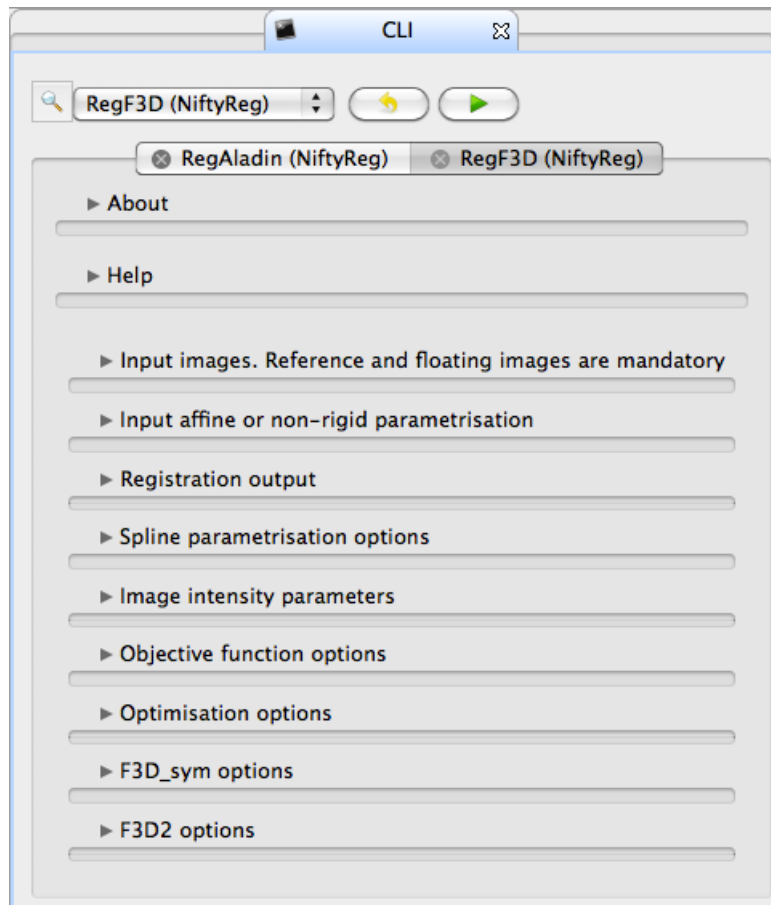 CLI
RegF3D (NiftyReg)
RegAladin (NiftyReg) RegF3D (NiftyReg)
About
Help
Input images. Reference and floating images are mandatory
Input affine or non-rigid parametrisation
Registration output
Spline parametrisation options
Image intensity parameters
Objective function options
Optimisation options
F3D_sym options
F3D2 options